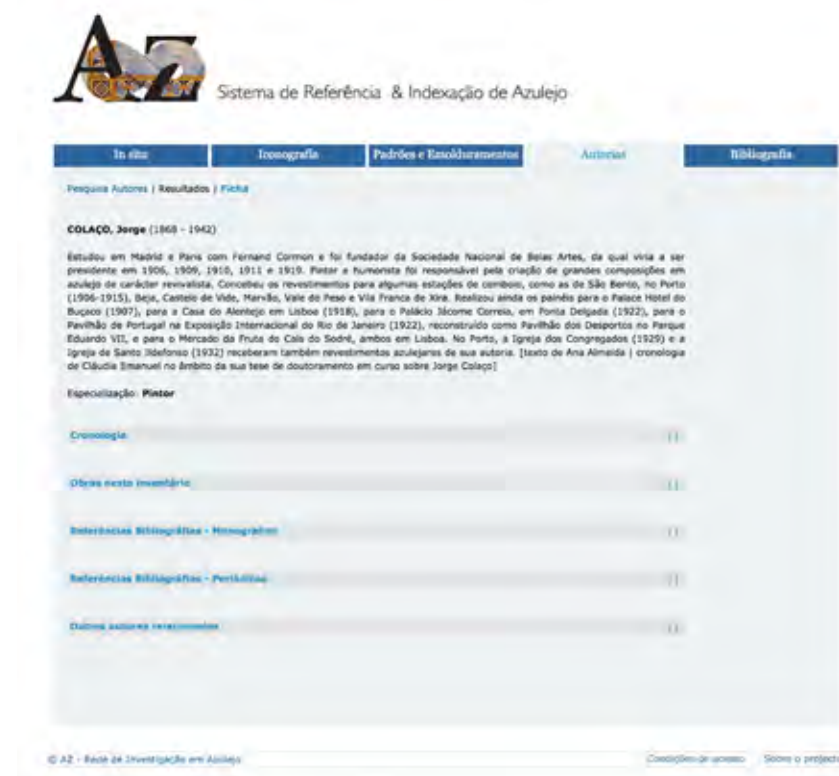 AZ
Sistema de Referência & Indexação de Azulejo
In situ Iconografia Padrões e Emolduramentos Autorias Bibliografia
Pesquisa Autores | Resultados | Ficha
COLAÇO, Jorge (1868 - 1942)
Estudou em Madrid e Paris com Fernand Cormon e foi fundador da Sociedade Nacional de Belas Artes, da qual viria a ser
presidente em 1906, 1909, 1910, 1911 e 1919. Pintor e humorista foi responsável pela criação de grandes composições em
azulejo de carácter revivalista. Concebeu os revestimentos para algumas estações de comboio, como as de São Bento, no Porto
(1906-1915), Beja, Castelo de Vide, Marvão, Vale do Peso e Vila Franca de Xira. Realizou ainda os painéis para o Palace Hotel do
Buçaco (1907), para a Casa do Alentejo em Lisboa (1918), para o Palácio Jácome Correia, em Ponta Delgada (1922), para o
Pavilhão de Portugal na Exposição Internacional do Rio de Janeiro (1922), reconstruído como Pavilhão dos Desportos no Parque
Eduardo VII, e para o Mercado da Fruta do Cais do Sodré, ambos em Lisboa. No Porto, a Igreja dos Congregados (1929) e a
Igreja de Santo Ildefonso (1932) receberam também revestimentos azulejares de sua autoria. [texto de Ana Almeida | cronologia
de Cláudia Emanuel no âmbito da sua tese de doutoramento em curso sobre Jorge Colaço]
Especialização: Pintor
Cronologia
Obras neste inventário
Referências Bibliográfias - Monografias
Referências Bibliográfias - Periódicos
Outros autores relacionados
© AZ - Rede de Investigação em Azulejo
Condições de acesso Sobre o project